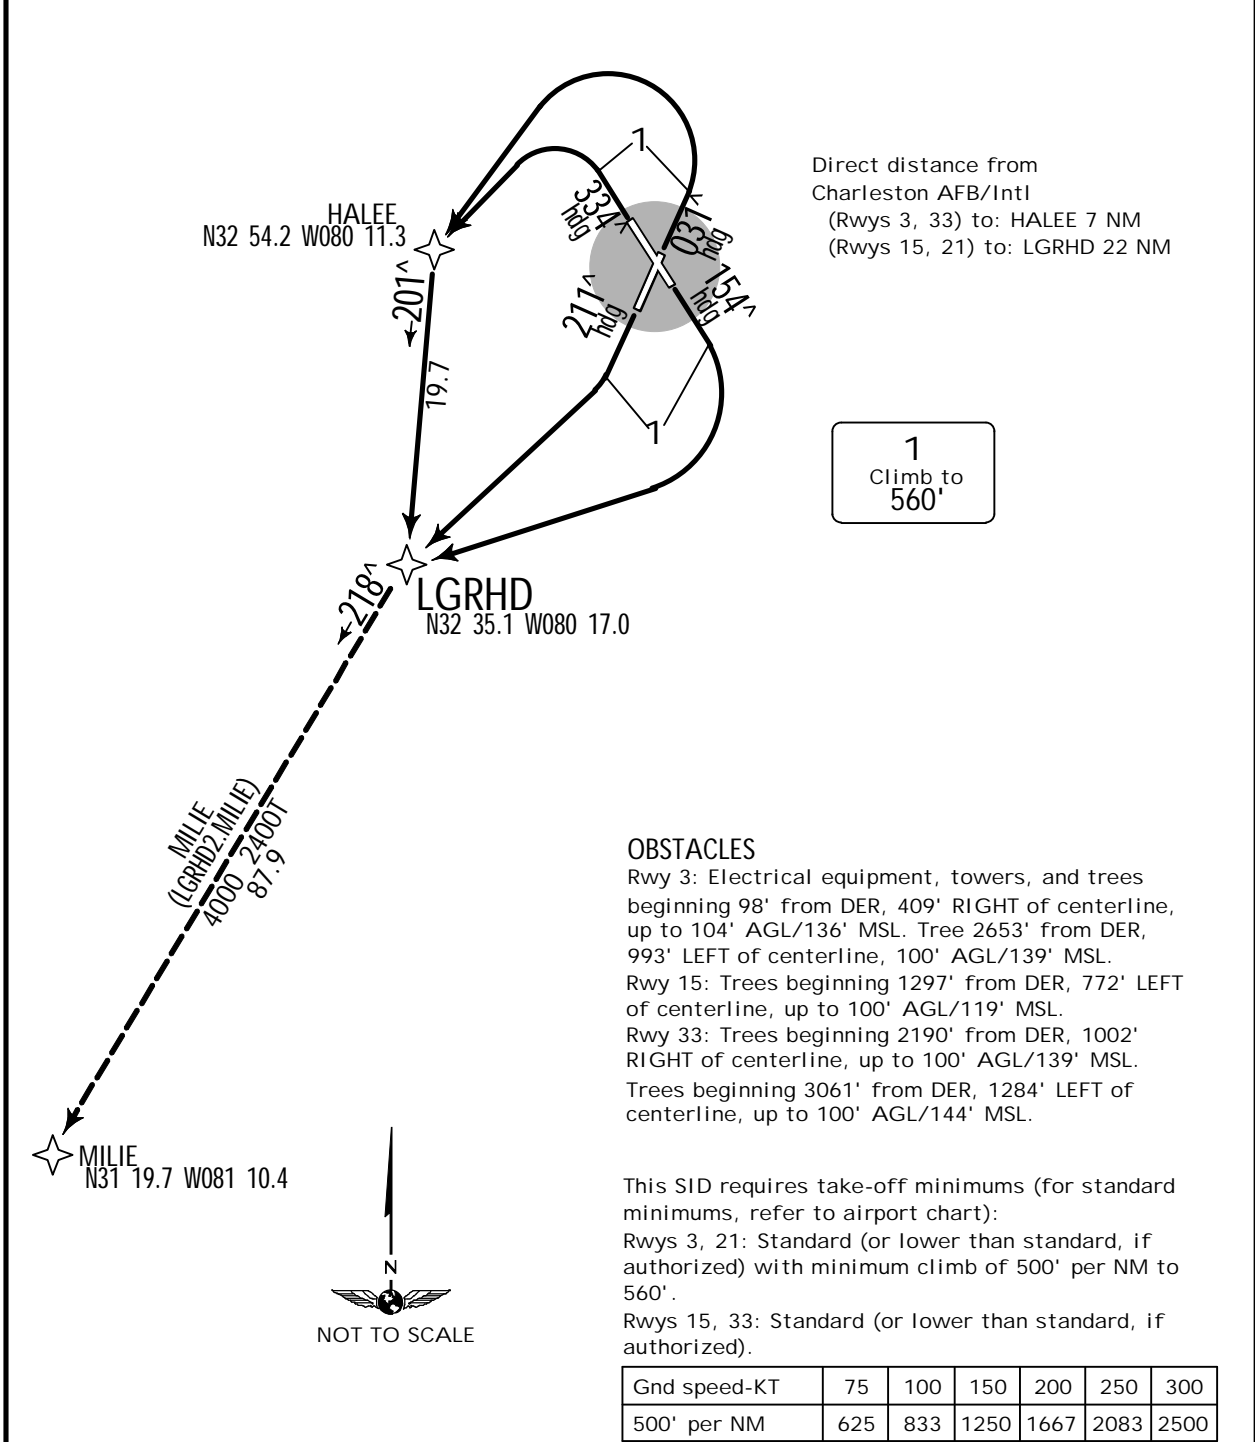 1
334^
hdg
031^
hdg
Direct distance from
Charleston AFB/Intl
(Rwys 3, 33) to: HALEE 7 NM
(Rwys 15, 21) to: LGRHD 22 NM
HALEE
N32 54.2 W080 11.3
201^
19.7
211^
hdg
154^
hdg
1
1
Climb to
560'
218^
LGRHD
N32 35.1 W080 17.0
MILIE
(LGRHD2.MILIE)
4000 2400T
87.9
OBSTACLES
Rwy 3: Electrical equipment, towers, and trees
beginning 98' from DER, 409' RIGHT of centerline,
up to 104' AGL/136' MSL. Tree 2653' from DER,
993' LEFT of centerline, 100' AGL/139' MSL.
Rwy 15: Trees beginning 1297' from DER, 772' LEFT
of centerline, up to 100' AGL/119' MSL.
Rwy 33: Trees beginning 2190' from DER, 1002'
RIGHT of centerline, up to 100' AGL/139' MSL.
Trees beginning 3061' from DER, 1284' LEFT of
centerline, up to 100' AGL/144' MSL.
MILIE
N31 19.7 W081 10.4
N
NOT TO SCALE
This SID requires take-off minimums (for standard
minimums, refer to airport chart):
Rwys 3, 21: Standard (or lower than standard, if
authorized) with minimum climb of 500' per NM to
560'.
Rwys 15, 33: Standard (or lower than standard, if
authorized).
Gnd speed-KT 75 100 150 200 250 300
500' per NM 625 833 1250 1667 2083 2500